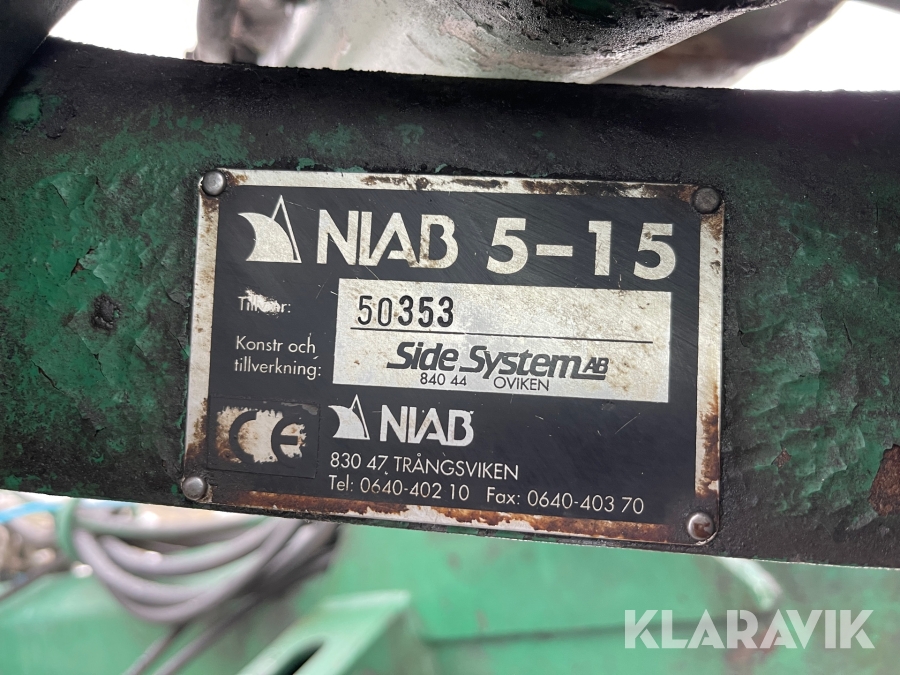 NIAB 5-15
50353
Konstr och
tillverkning:
Side System AB
840 44 OVIKEN
CE
NIAB
830 47 TRÅNGSVIKEN
Tel: 0640-402 10 Fax: 0640-403 70
KLARAVIK